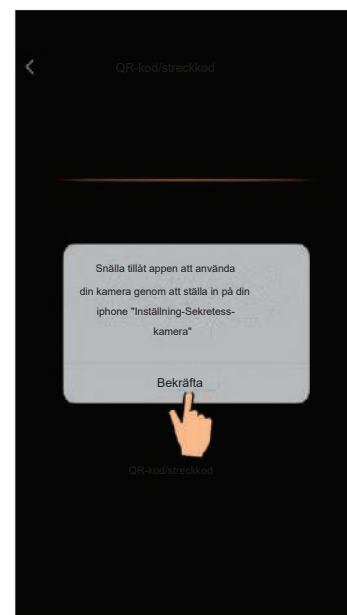 QR-kod/streckkod
Snälla tillåt appen att använda
din kamera genom att ställa in på din
iphone "Inställning-Sekretess-
kamera"
Bekräfta
QR-kod/streckkod